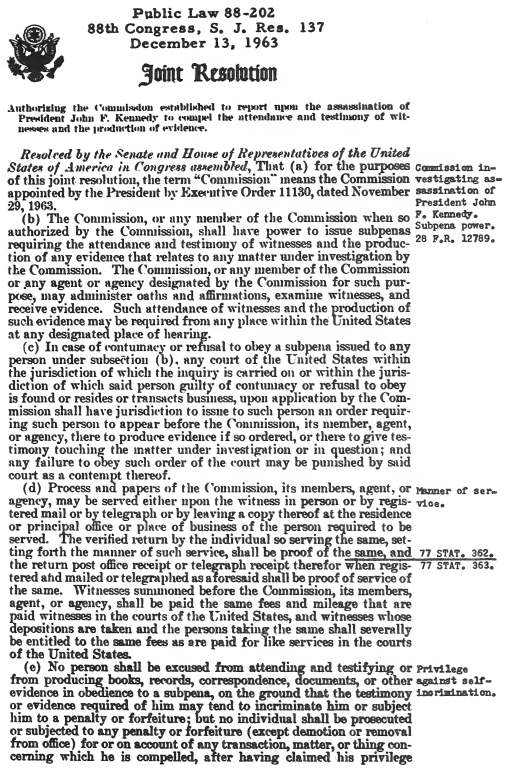 Public Law 88-202
88th Congress, S. J. Res. 137
December 13, 1963
Joint Resolution
Authorizing the Commission established to report upon the assassination of
President John F. Kennedy to compel the attendance and testimony of wit-
nesses and the production of evidence.
Resolved by the Senate and House of Representatives of the United
States of America in Congress assembled, That (a) for the purposes
of this joint resolution, the term "Commission" means the Commission
appointed by the President by Executive Order 11130, dated November
29, 1963.
Commission in-
vestigating as-
sassination of
President John
F. Kennedy.
Subpena power.
28 F.R. 12789.
(b) The Commission, or any member of the Commission when so
authorized by the Commission, shall have power to issue subpenas
requiring the attendance and testimony of witnesses and the produc-
tion of any evidence that relates to any matter under investigation by
the Commission. The Commission, or any member of the Commission
or any agent or agency designated by the Commission for such pur-
pose, may administer oaths and affirmations, examine witnesses, and
receive evidence. Such attendance of witnesses and the production of
such evidence may be required from any place within the United States
at any designated place of hearing.
(c) In case of contumacy or refusal to obey a subpena issued to any
person under subsection (b), any court of the United States within
the jurisdiction of which the inquiry is carried on or within the juris-
diction of which said person guilty of contumacy or refusal to obey
is found or resides or transacts business, upon application by the Com-
mission shall have jurisdiction to issue to such person an order requir-
ing such person to appear before the Commission, its member, agent,
or agency, there to produce evidence if so ordered, or there to give tes-
timony touching the matter under investigation or in question; and
any failure to obey such order of the court may be punished by said
court as a contempt thereof.
(d) Process and papers of the Commission, its members, agent, or
agency, may be served either upon the witness in person or by regis-
tered mail or by telegraph or by leaving a copy thereof at the residence
or principal office or place of business of the person required to be
served. The verified return by the individual so serving the same, set-
ting forth the manner of such service, shall be proof of the same, and
the return post office receipt or telegraph receipt therefor when regis-
tered and mailed or telegraphed as aforesaid shall be proof of service of
the same. Witnesses summoned before the Commission, its members,
agent, or agency, shall be paid the same fees and mileage that are
paid witnesses in the courts of the United States, and witnesses whose
depositions are taken and the persons taking the same shall severally
be entitled to the same fees as are paid for like services in the courts
of the United States.
Manner of ser-
vice.
77 STAT. 362.
77 STAT. 363.
(e) No person shall be excused from attending and testifying or
from producing books, records, correspondence, documents, or other
evidence in obedience to a subpena, on the ground that the testimony
or evidence required of him may tend to incriminate him or subject
him to a penalty or forfeiture; but no individual shall be prosecuted
or subjected to any penalty or forfeiture (except demotion or removal
from office) for or on account of any transaction, matter, or thing con-
cerning which he is compelled, after having claimed his privilege
Privilege
against self-
incrimination.